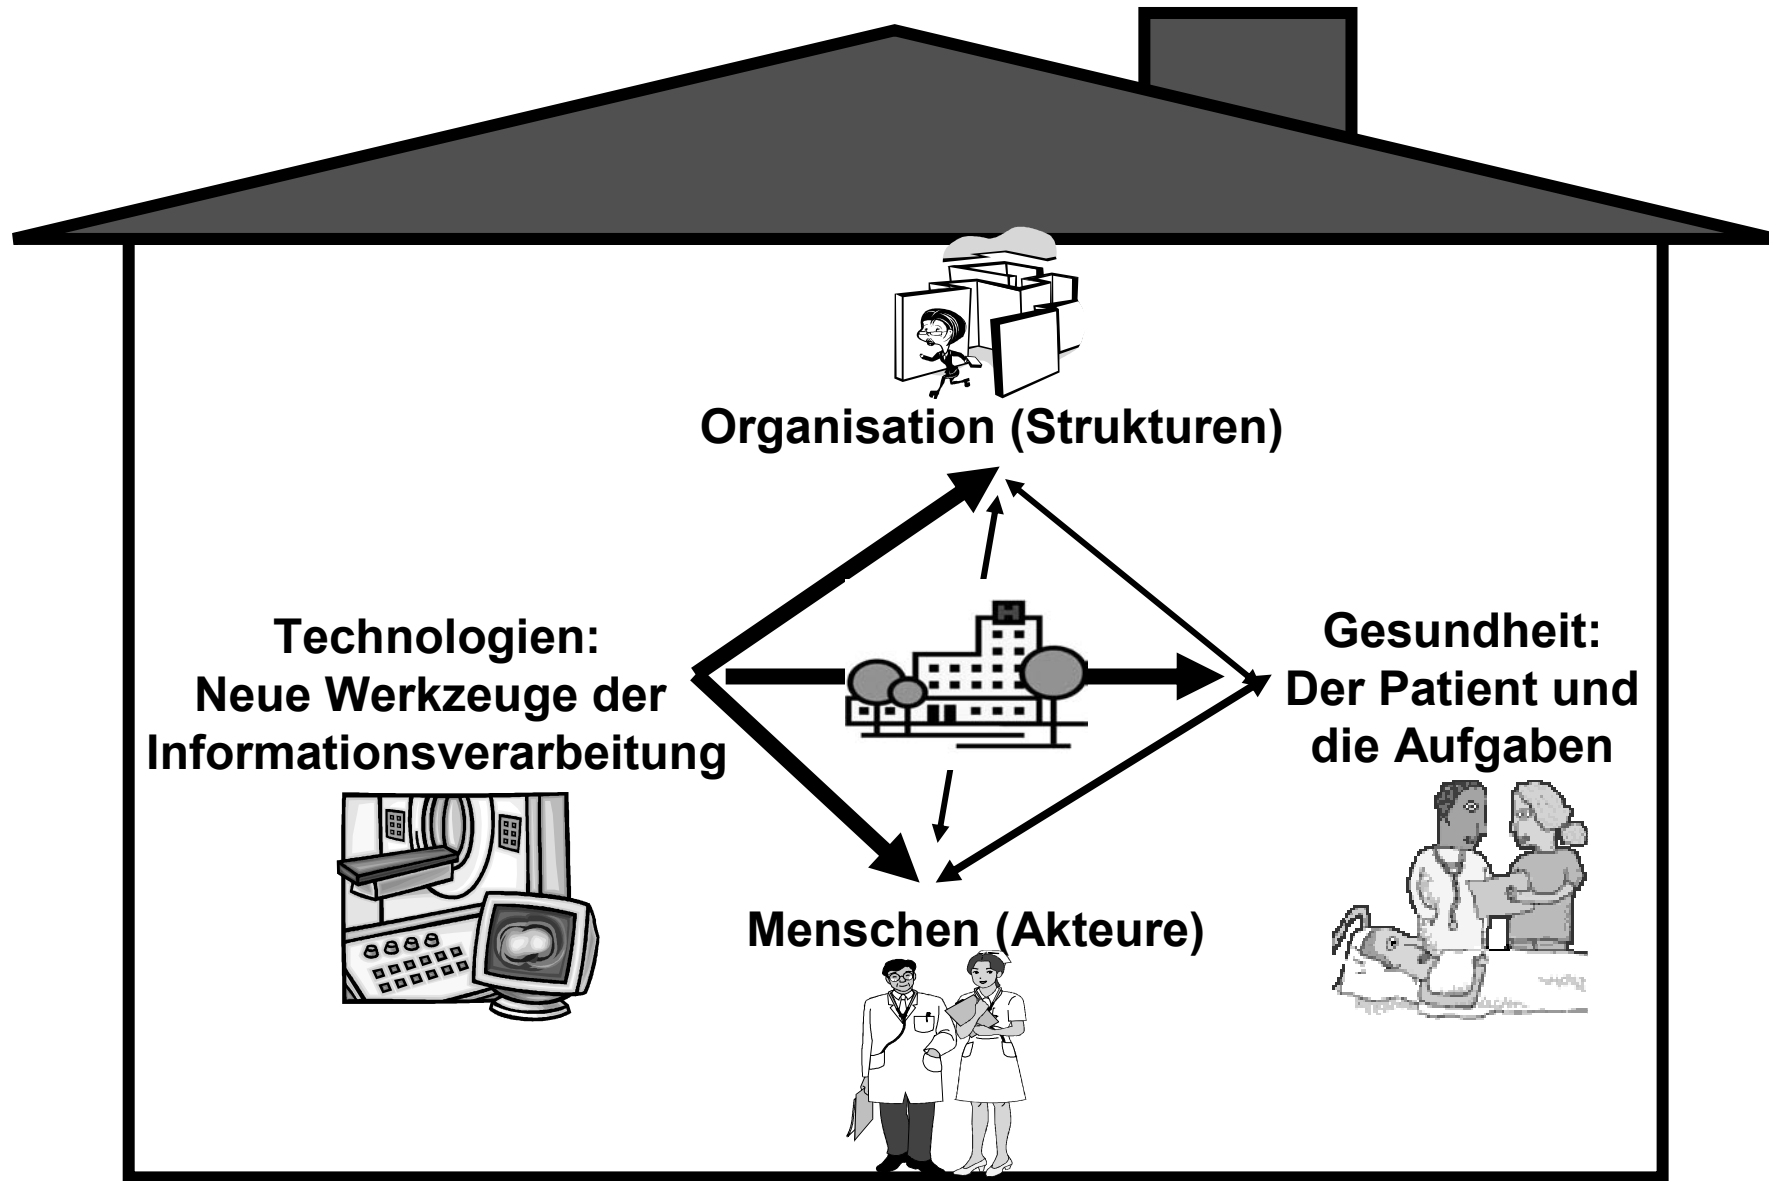 Organisation (Strukturen)
Technologien:
Neue Werkzeuge der
Informationsverarbeitung
H
Gesundheit:
Der Patient und
die Aufgaben
Menschen (Akteure)